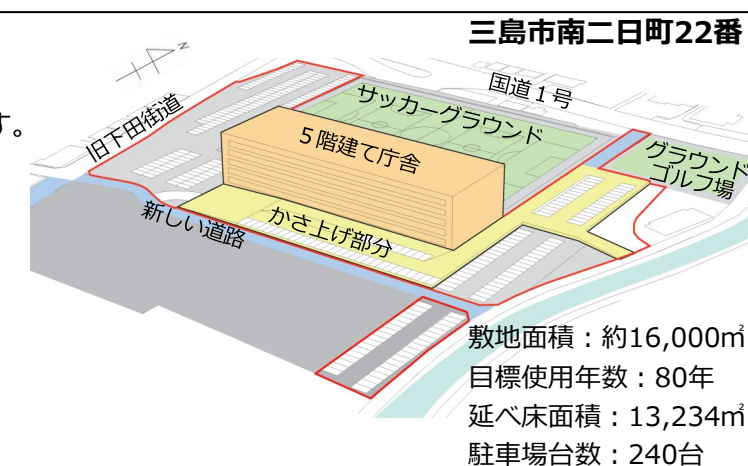 三島市南二日町22番
N
国道１号
す。
旧下田街道
サッカーグラウンド
５階建て庁舎
グラウンド
ゴルフ場
新しい道路
かさ上げ部分
敷地面積：約16,000㎡
目標使用年数：80年
延べ床面積：13,234㎡
駐車場台数：240台